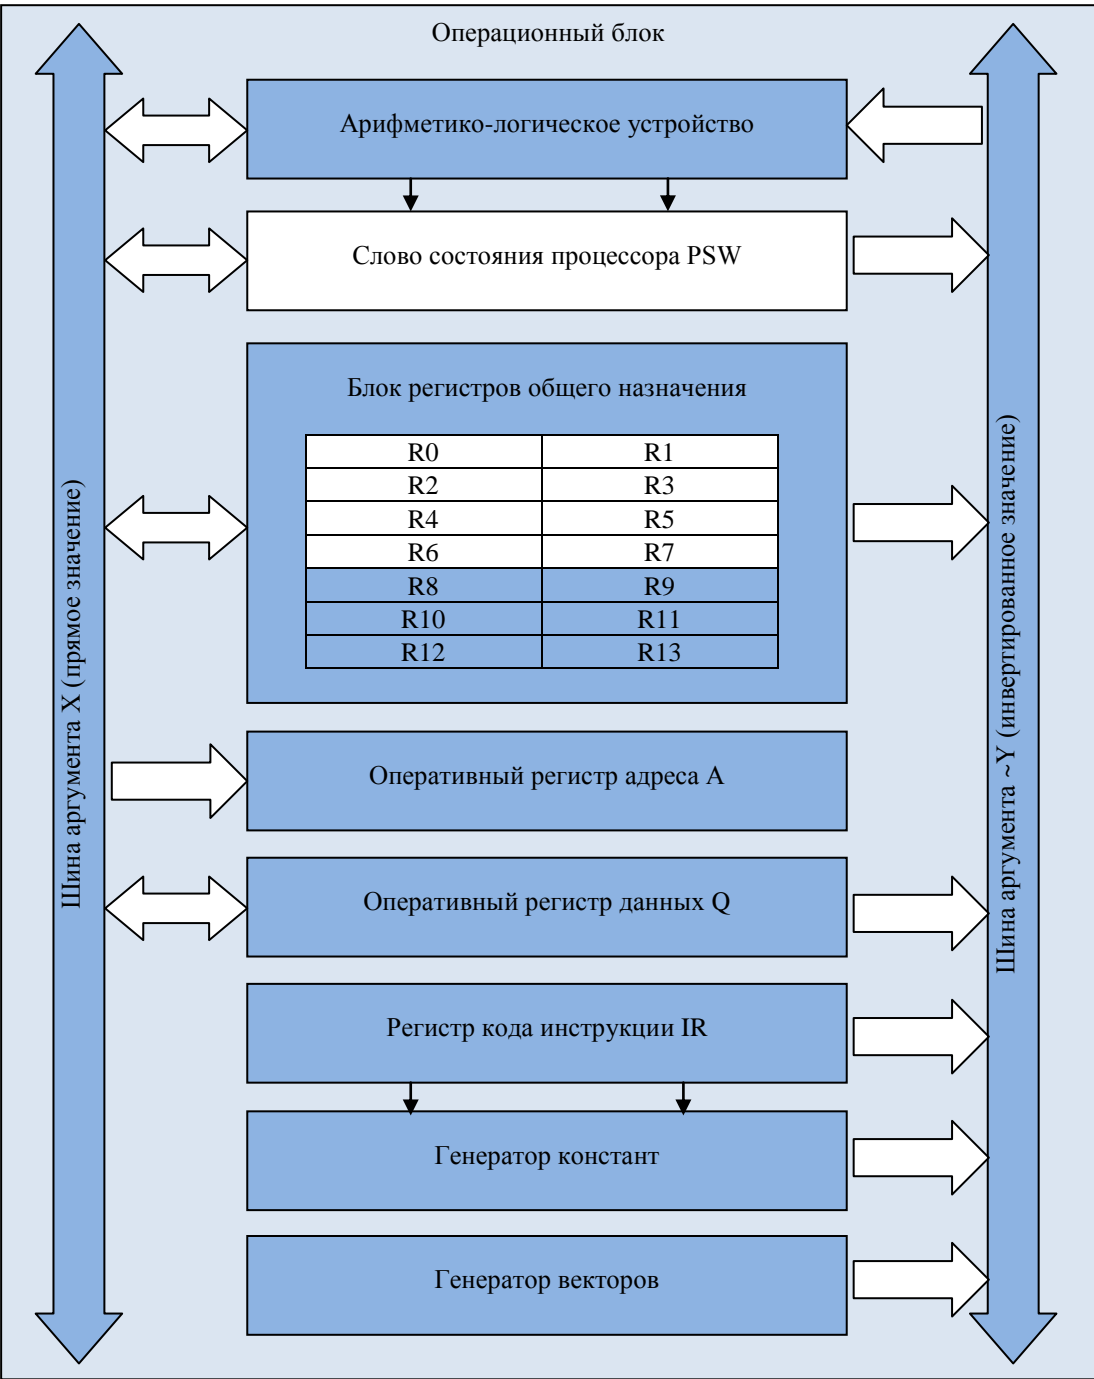 Операционный блок
Арифметико-логическое устройство
Слово состояния процессора PSW
Блок регистров общего назначения
R0 R1
R2 R3
R4 R5
R6 R7
R8 R9
R10 R11
R12 R13
Оперативный регистр адреса A
Оперативный регистр данных Q
Регистр кода инструкции IR
Генератор констант
Генератор векторов
Шина аргумента X (прямое значение)
Шина аргумента ~Y (инвертированное значение)